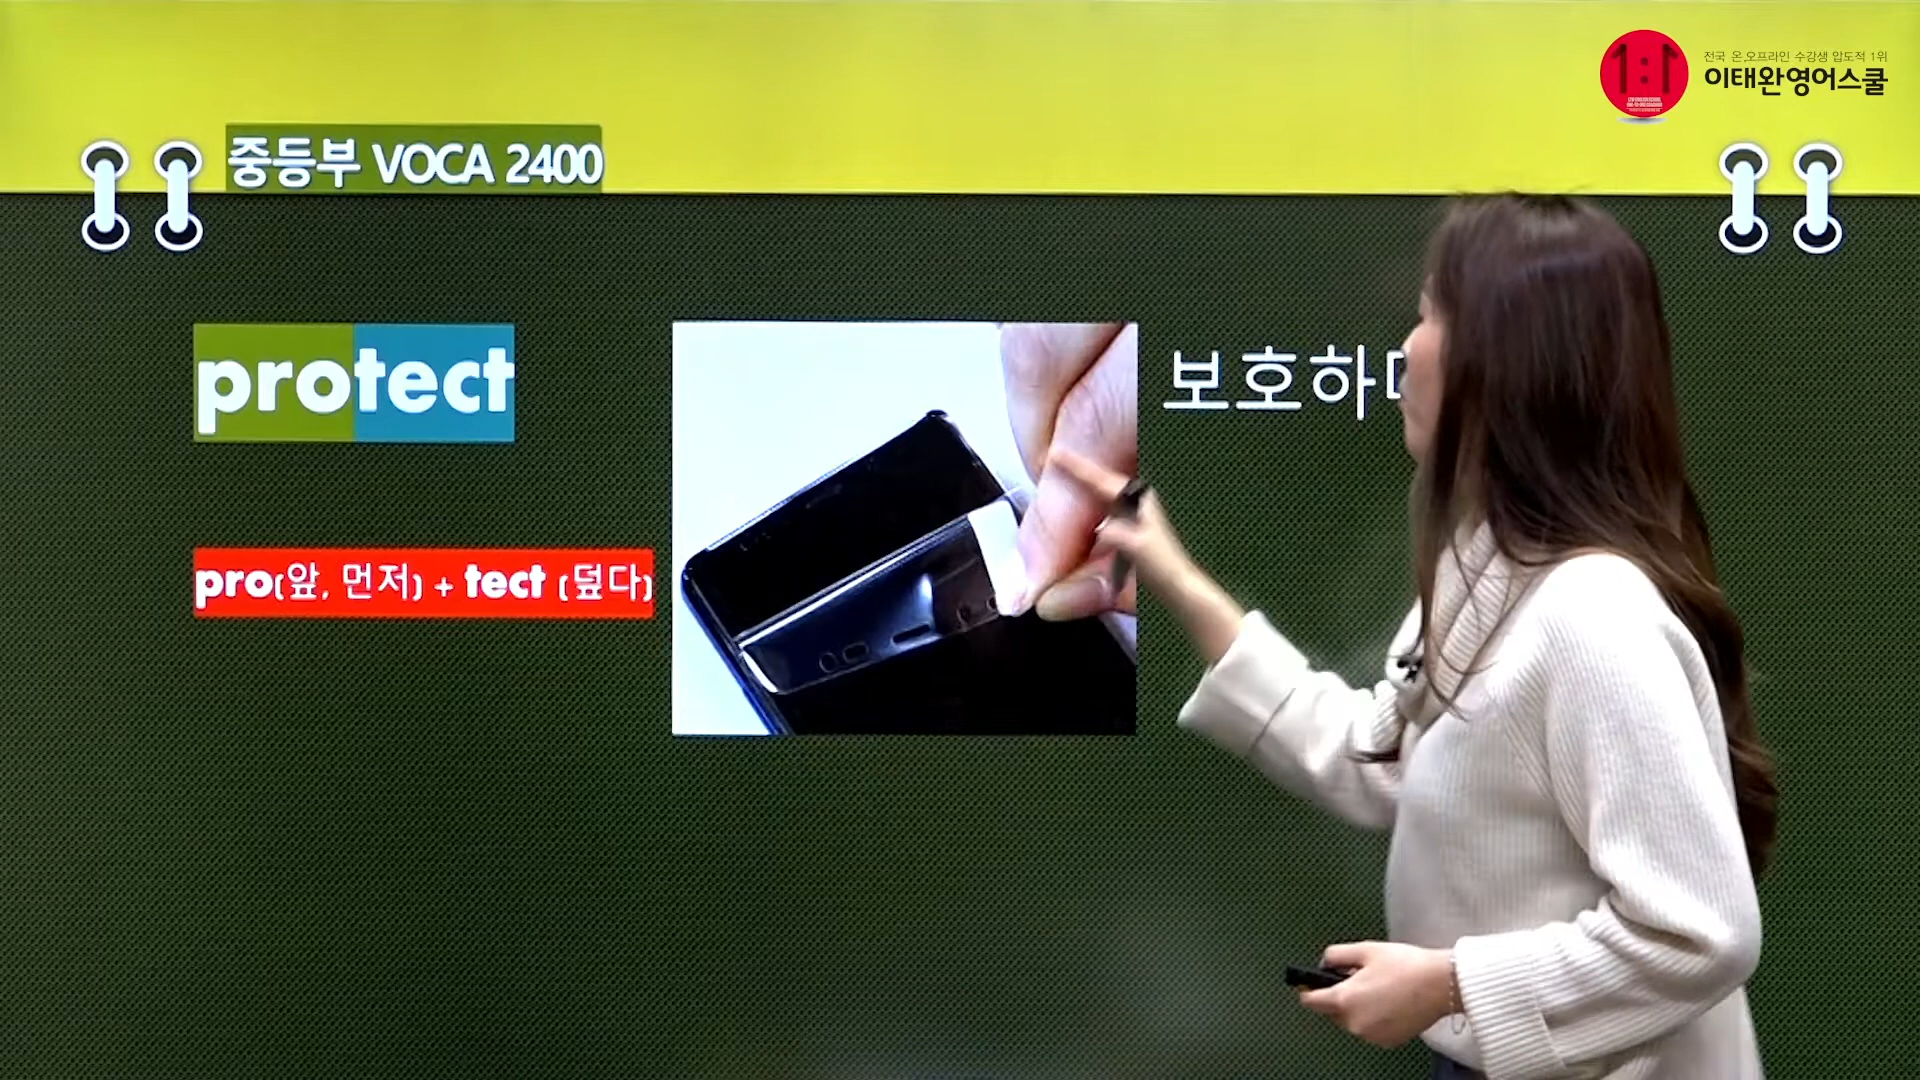 전국 온,오프라인 수강생 압도적 1위
이태완영어스쿨
중등부 VOCA 2400
protect
보호하
pro(앞, 먼저) + tect (덮다)